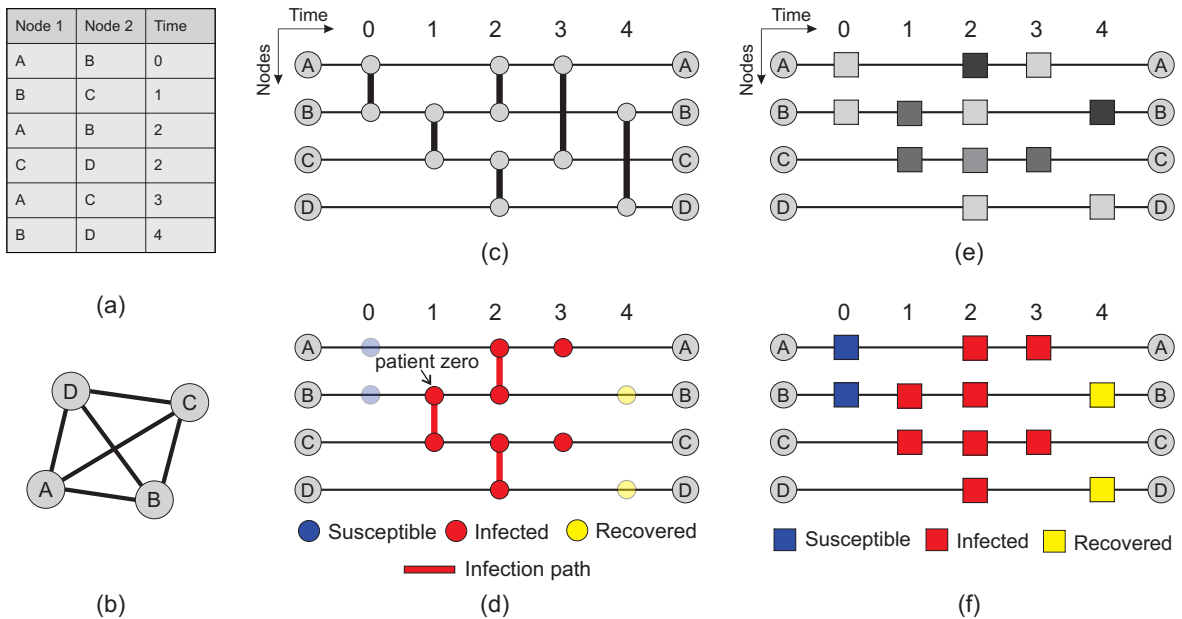 Node 1 Node 2 Time
A B 0
B C 1
A B 2
C D 2
A C 3
B D 4
(a)
D
C
A
B
(b)
Time
Nodes
0 1 2 3 4
A A
B B
C C
D D
(c)
0 1 2 3 4
patient zero
A A
B B
C C
D D
Susceptible Infected Recovered
Infection path
(d)
Time
Nodes
0 1 2 3 4
A A
B B
C C
D D
(e)
0 1 2 3 4
A A
B B
C C
D D
Susceptible Infected Recovered
(f)